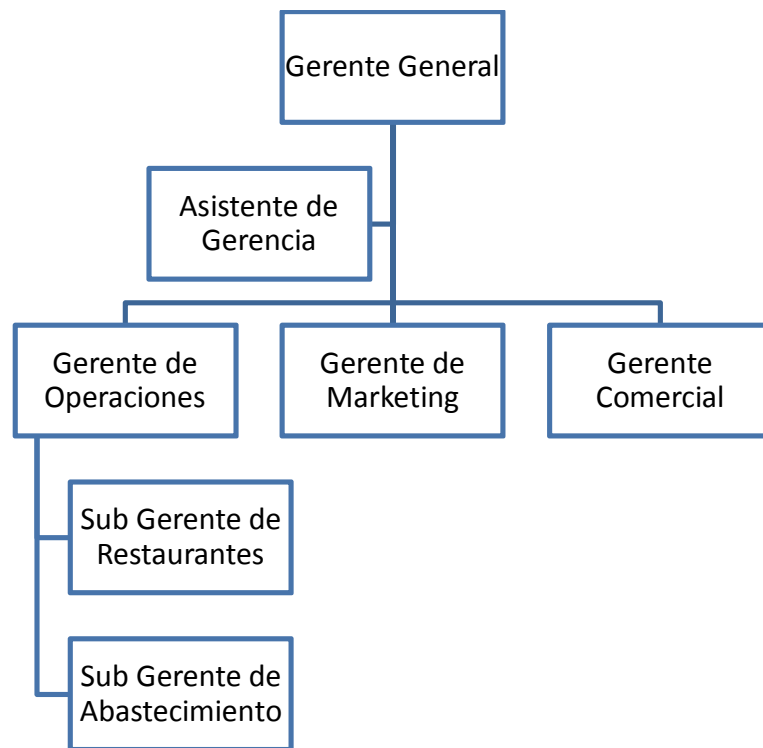 Gerente General
Asistente de
Gerencia
Gerente de
Operaciones
Gerente de
Marketing
Gerente
Comercial
Sub Gerente de
Restaurantes
Sub Gerente de
Abastecimiento